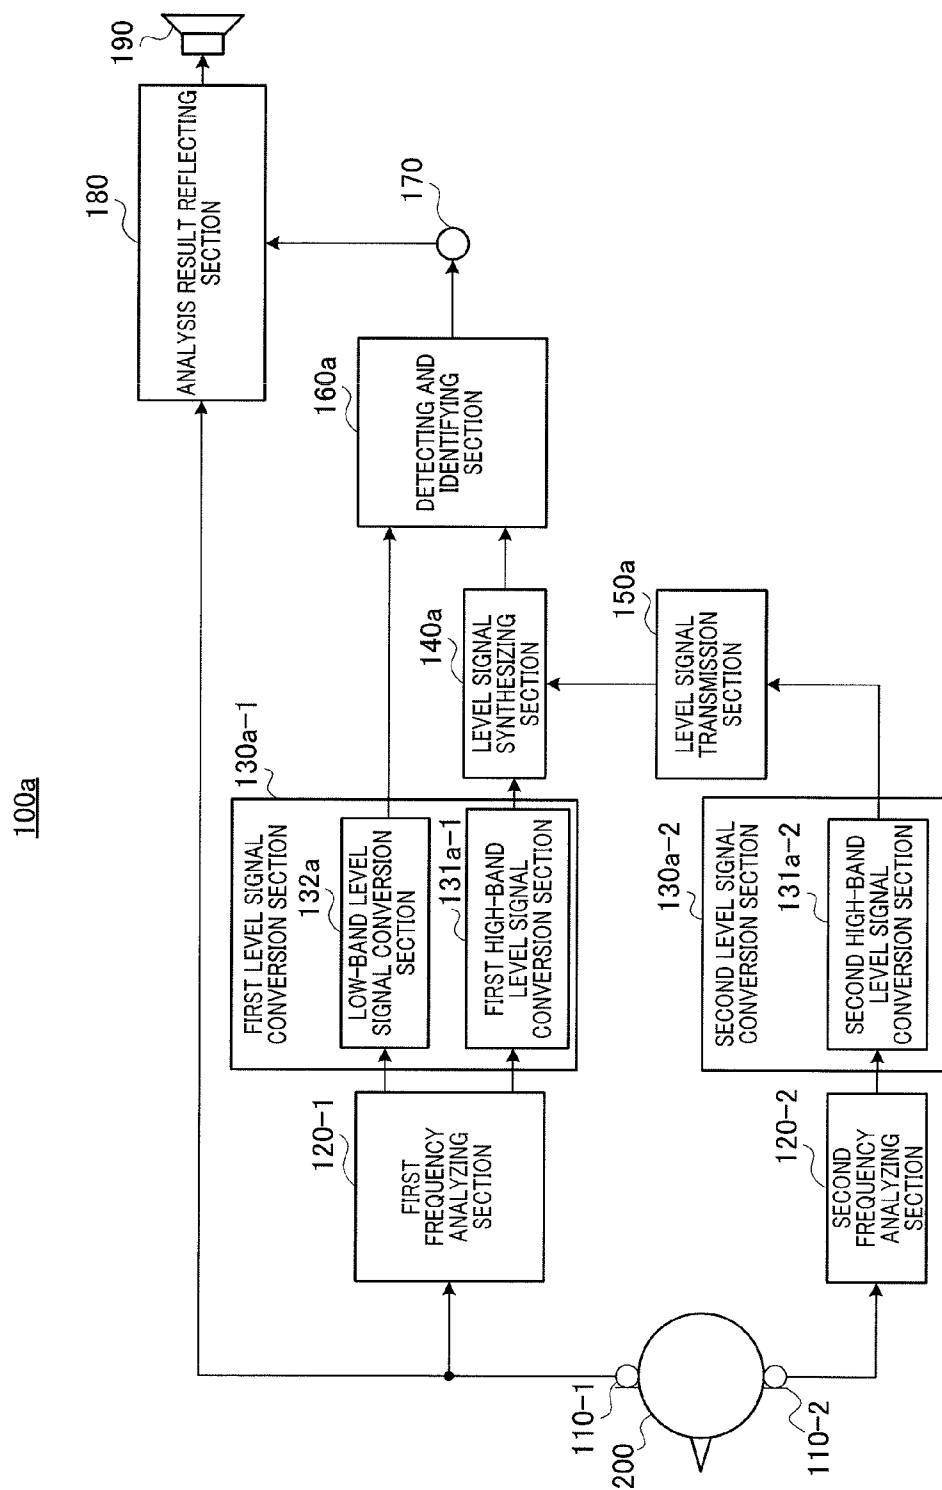 100a
190
180
ANALYSIS RESULT REFLECTING
SECTION
170
160a
DETECTING AND
IDENTIFYING
SECTION
140a
LEVEL SIGNAL
SYNTHESIZING
SECTION
150a
LEVEL SIGNAL
TRANSMISSION
SECTION
130a-1
FIRST LEVEL SIGNAL
CONVERSION SECTION
132a
LOW-BAND LEVEL
SIGNAL CONVERSION
SECTION
131a-1
FIRST HIGH-BAND
LEVEL SIGNAL
CONVERSION SECTION
130a-2
SECOND LEVEL SIGNAL
CONVERSION SECTION
131a-2
SECOND HIGH-BAND
LEVEL SIGNAL
CONVERSION SECTION
120-1
FIRST
FREQUENCY
ANALYZING
SECTION
120-2
SECOND
FREQUENCY
ANALYZING
SECTION
110-1
200
110-2